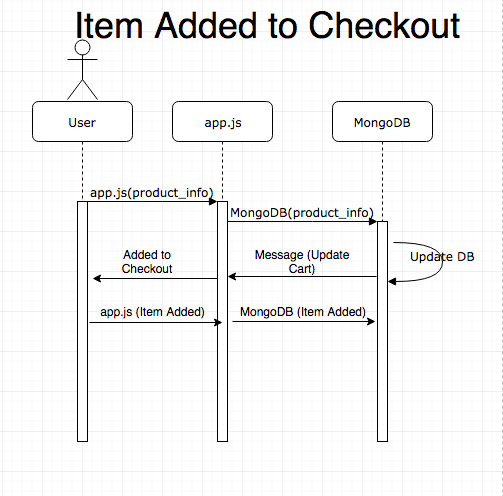 Item Added to Checkout
User
app.js
MongoDB
app.js(product_info)
MongoDB(product_info)
Added to
Checkout
Message (Update
Cart)
Update DB
app.js (Item Added)
MongoDB (Item Added)